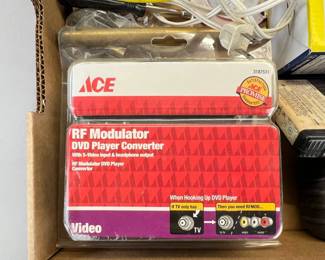 ACE
3187531
RF Modulator
DVD Player Converter
With S-Video input & headphone output
RF Modulator DVD Player
Converter
When Hooking Up DVD Player
If TV only has
Then you need RFMOD...
TV
Video